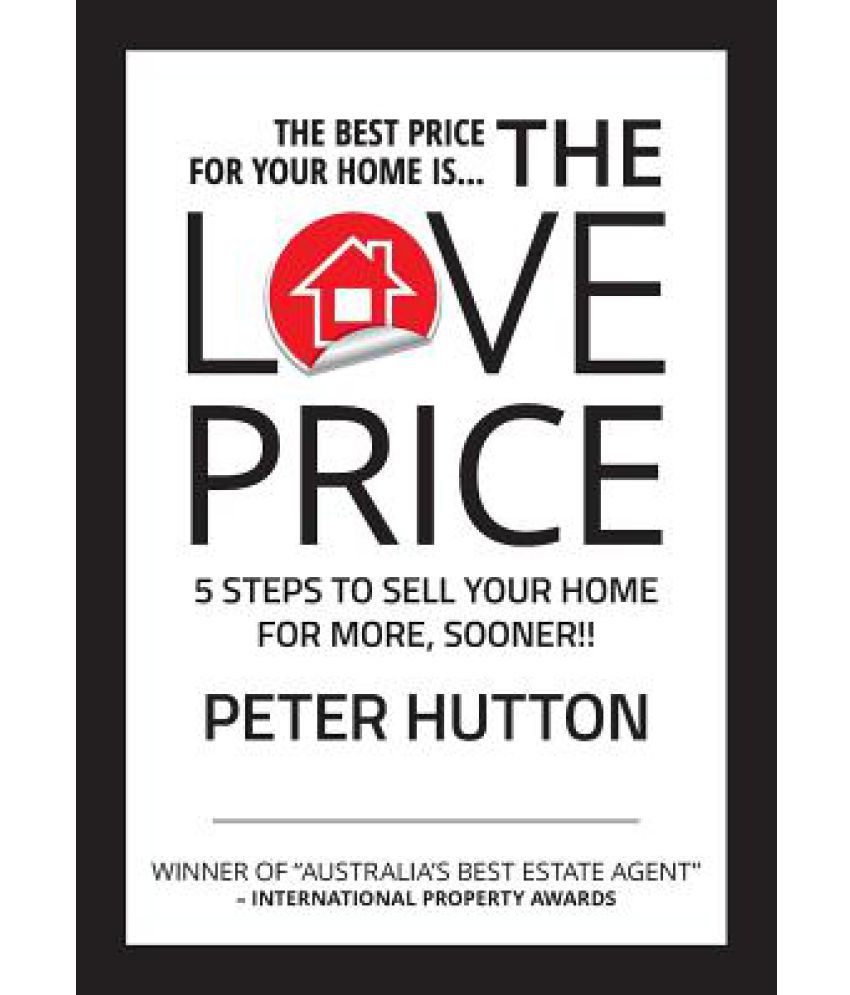 THE BEST PRICE
FOR YOUR HOME IS... THE
LOVE
PRICE
5 STEPS TO SELL YOUR HOME
FOR MORE, SOONER!!
PETER HUTTON
WINNER OF "AUSTRALIA'S BEST ESTATE AGENT"
– INTERNATIONAL PROPERTY AWARDS